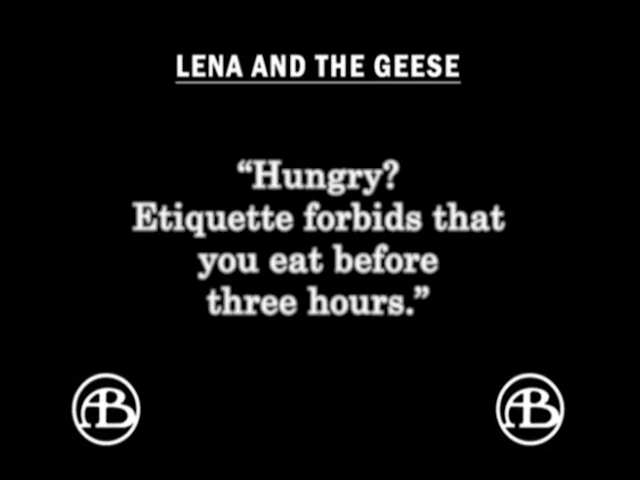 LENA AND THE GEESE
“Hungry?
Etiquette forbids that
you eat before
three hours.”
AB AB